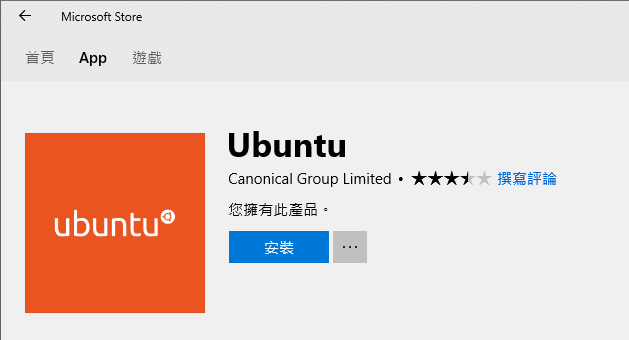 Microsoft Store
首頁 App 遊戲
ubuntu
Ubuntu
Canonical Group Limited • 撰寫評論
您擁有此產品。
安裝 ...